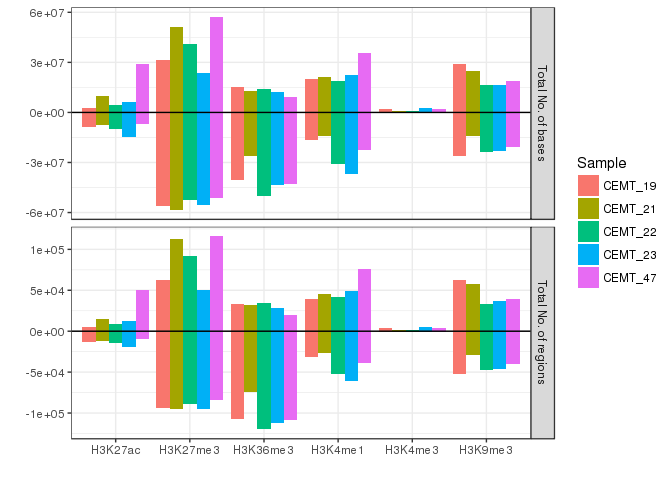 6e+07
3e+07
0e+00
-3e+07
-6e+07
Total No. of bases
1e+05
5e+04
0e+00
-5e+04
-1e+05
Total No. of regions
H3K27ac H3K27me3 H3K36me3 H3K4me1 H3K4me3 H3K9me3
Sample
CEMT_19
CEMT_21
CEMT_22
CEMT_23
CEMT_47